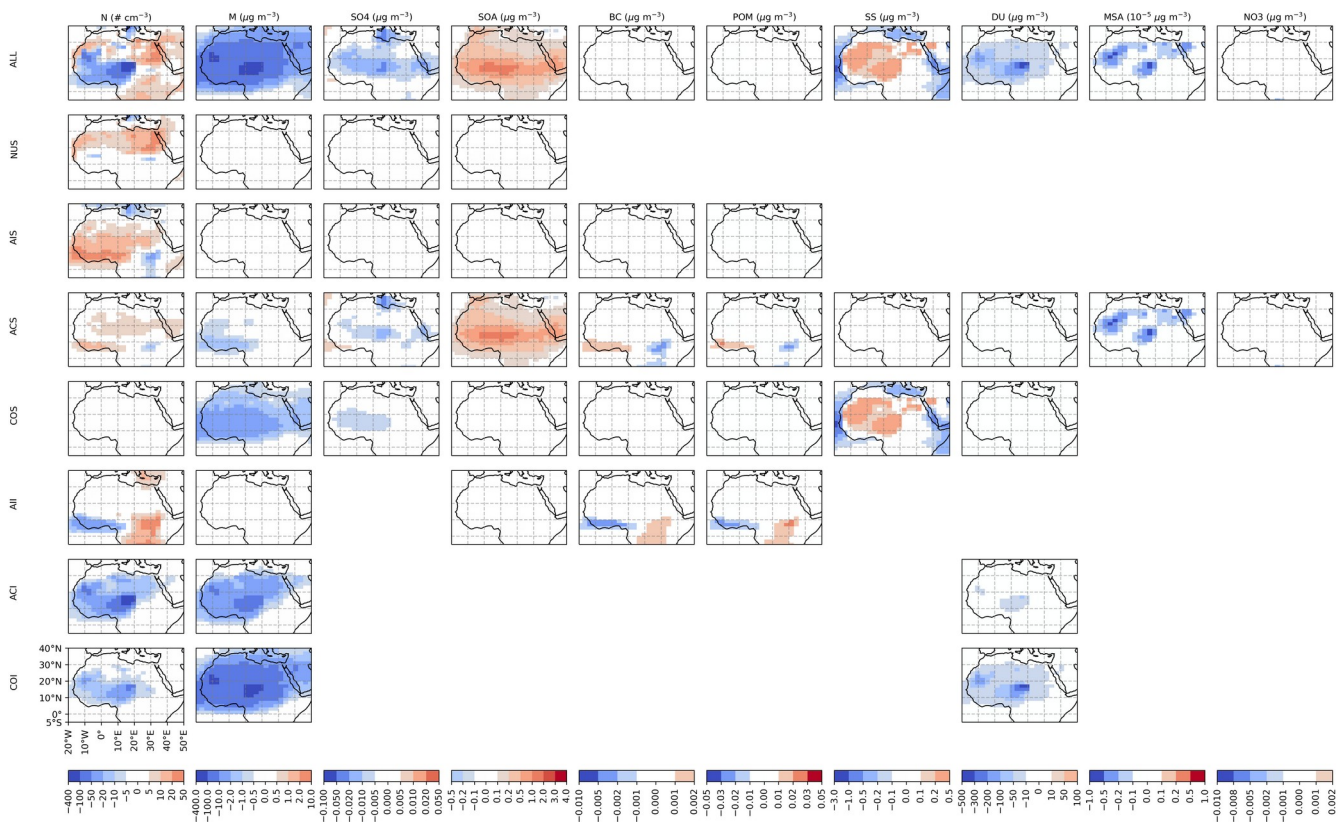 N (# cm⁻³)
M (μg m⁻³)
SO4 (μg m⁻³)
SOA (μg m⁻³)
BC (μg m⁻³)
POM (μg m⁻³)
SS (μg m⁻³)
DU (μg m⁻³)
MSA (10⁻⁵ μg m⁻³)
NO3 (μg m⁻³)
ALL
NUS
AIS
ACS
COS
AII
ACI
COI
40°N
30°N
20°N
10°N
0°
5°S
20°W 10°W 0° 10°E 20°E 30°E 40°E 50°E
−400 −100 −50 −20 −10 −5 0 5 10 20 50
−400.0 −100.0 −10.0 −5.0 −1.0 −0.5 0.0 0.5 1.0 5.0 10.0
−0.100 −0.050 −0.035 −0.020 −0.010 0.000 0.010 0.020 0.035 0.050
−0.5 −0.2 −0.1 0.0 0.1 0.2 0.5 1.0 2.0 3.0 4.0
−0.010 −0.005 −0.002 −0.001 0.000 0.001 0.002
−0.05 −0.03 −0.02 −0.01 0.00 0.01 0.02 0.03 0.05
−3.0 −1.0 −0.5 −0.2 −0.1 0.0 0.1 0.2 0.5
−500 −300 −200 −100 −50 −10 0 10 50 100
−1.0 −0.5 −0.2 −0.1 0.0 0.1 0.2 0.5 1.0
−0.010 −0.008 −0.005 −0.002 −0.001 0.000 0.001 0.002